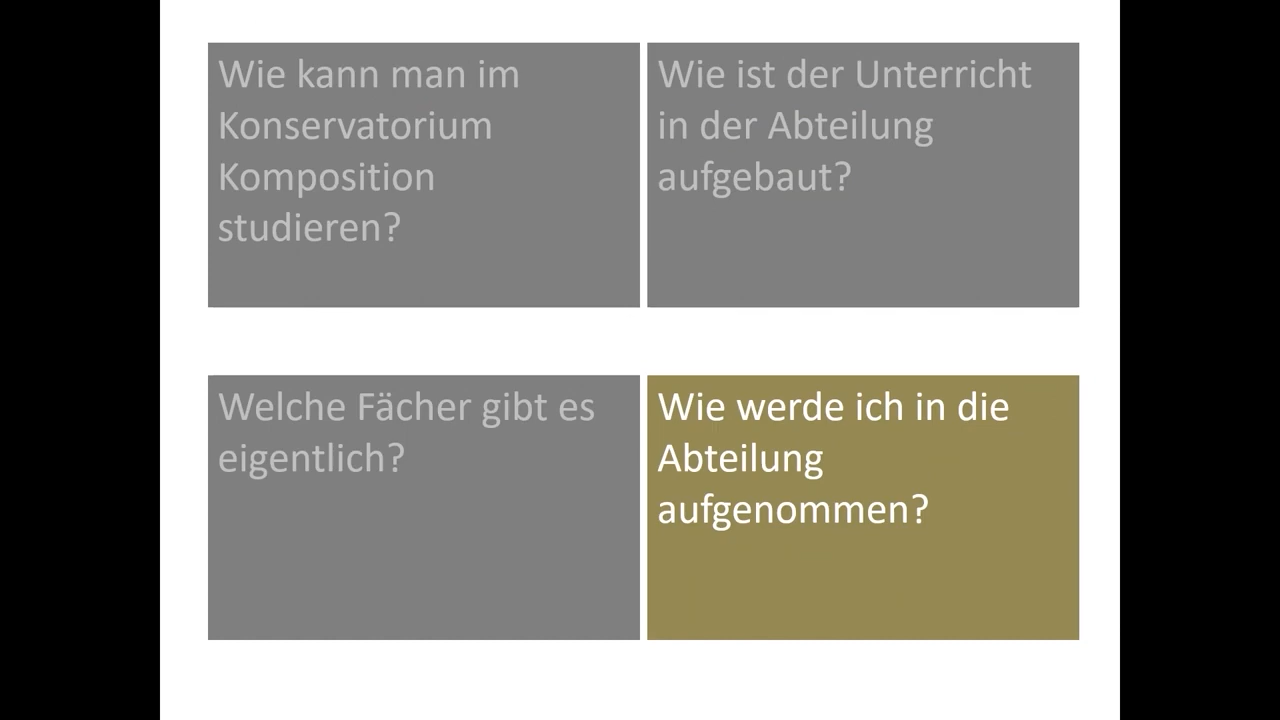 Wie kann man im
Konservatorium
Komposition
studieren?
Wie ist der Unterricht
in der Abteilung
aufgebaut?
Welche Fächer gibt es
eigentlich?
Wie werde ich in die
Abteilung
aufgenommen?